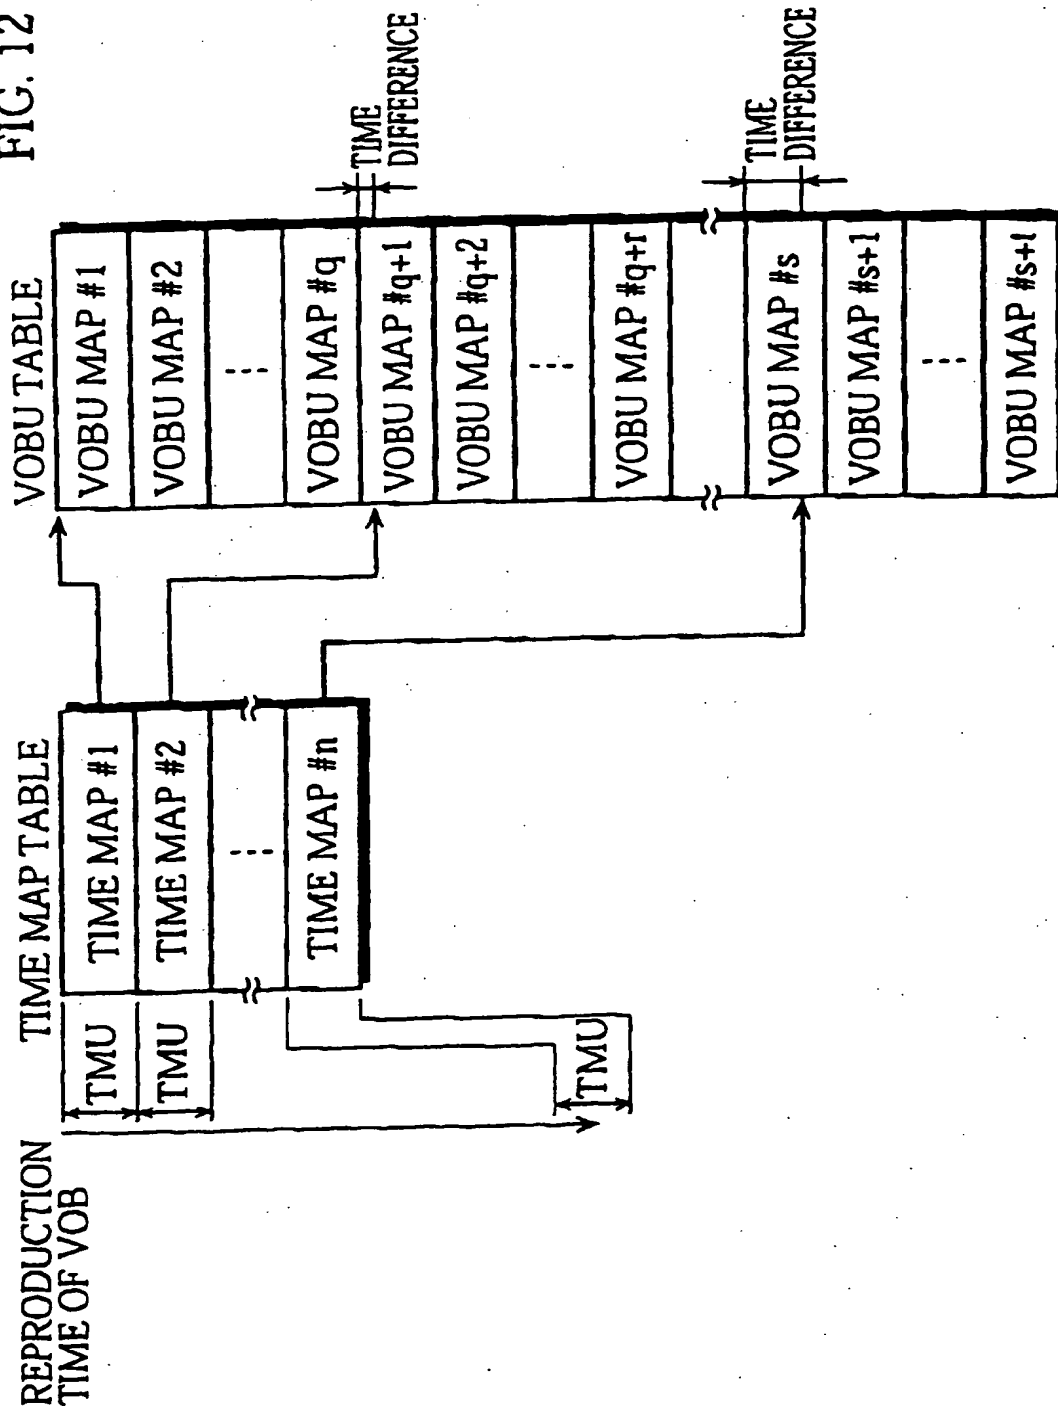 FIG. 12
REPRODUCTION
TIME OF VOB
TMU
TMU
TMU
TIME MAP TABLE
TIME MAP #1
TIME MAP #2
TIME MAP #n
VOBU TABLE
VOBU MAP #1
VOBU MAP #2
VOBU MAP #q
VOBU MAP #q+1
VOBU MAP #q+2
VOBU MAP #q+r
VOBU MAP #s
VOBU MAP #s+1
VOBU MAP #s+t
TIME
DIFFERENCE
TIME
DIFFERENCE